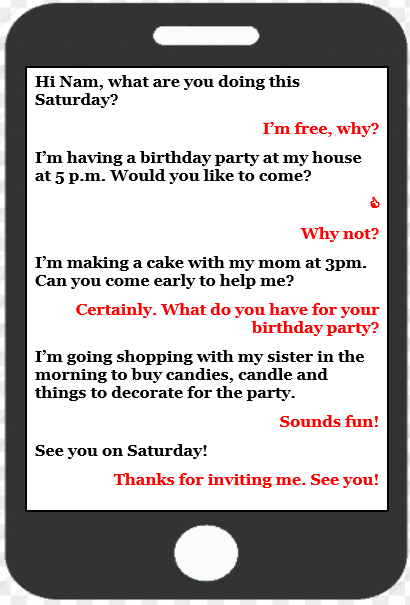 Hi Nam, what are you doing this
Saturday?
I'm free, why?
I'm having a birthday party at my house
at 5 p.m. Would you like to come?
Why not?
I'm making a cake with my mom at 3pm.
Can you come early to help me?
Certainly. What do you have for your
birthday party?
I'm going shopping with my sister in the
morning to buy candies, candle and
things to decorate for the party.
Sounds fun!
See you on Saturday!
Thanks for inviting me. See you!